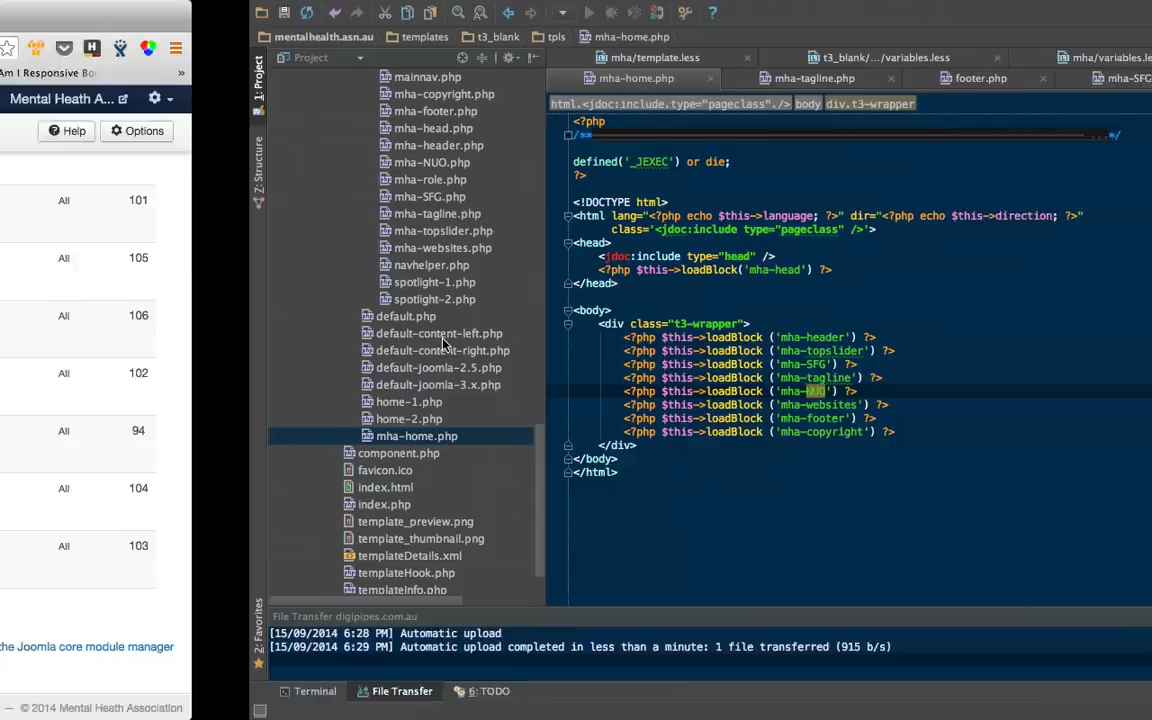 Am I Responsive Bo
»
Mental Heath A...
Help
Options
All 101
All 105
All 106
All 102
All 94
All 104
All 103
the Joomla core module manager
— © 2014 Mental Heath Association
mentalhealth.asn.au templates t3_blank tpls mha-home.php
1: Project
Z: Structure
2: Favorites
Project
mainnav.php
mha-copyright.php
mha-footer.php
mha-head.php
mha-header.php
mha-NUO.php
mha-role.php
mha-SFG.php
mha-tagline.php
mha-topslider.php
mha-websites.php
navhelper.php
spotlight-1.php
spotlight-2.php
default.php
default-content-left.php
default-content-right.php
default-joomla-2.5.php
default-joomla-3.x.php
home-1.php
home-2.php
mha-home.php
component.php
favicon.ico
index.html
index.php
template_preview.png
template_thumbnail.png
templateDetails.xml
templateHook.php
templateInfo.php
mha/template.less t3_blank/.../variables.less mha/variables.le
mha-home.php mha-tagline.php footer.php mha-SFG
html.<jdoc:include.type="pageclass"./> body div.t3-wrapper
<?php
/** ...*/
defined('_JEXEC') or die;
?>
<!DOCTYPE html>
<html lang="<?php echo $this->language; ?>" dir="<?php echo $this->direction; ?>"
class='<jdoc:include type="pageclass" />'>
<head>
<jdoc:include type="head" />
<?php $this->loadBlock('mha-head') ?>
</head>
<body>
<div class="t3-wrapper">
<?php $this->loadBlock ('mha-header') ?>
<?php $this->loadBlock ('mha-topslider') ?>
<?php $this->loadBlock ('mha-SFG') ?>
<?php $this->loadBlock ('mha-tagline') ?>
<?php $this->loadBlock ('mha-NUO') ?>
<?php $this->loadBlock ('mha-websites') ?>
<?php $this->loadBlock ('mha-footer') ?>
<?php $this->loadBlock ('mha-copyright') ?>
</div>
</body>
</html>
File Transfer digipipes.com.au
[15/09/2014 6:28 PM] Automatic upload
[15/09/2014 6:29 PM] Automatic upload completed in less than a minute: 1 file transferred (915 b/s)
Terminal File Transfer 6: TODO